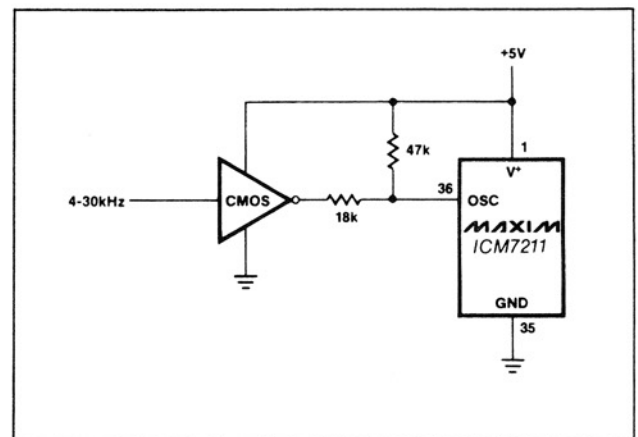 +5V
47k
1
V+
4-30kHz
CMOS
18k
36
OSC
MAXIM
ICM7211
GND
35